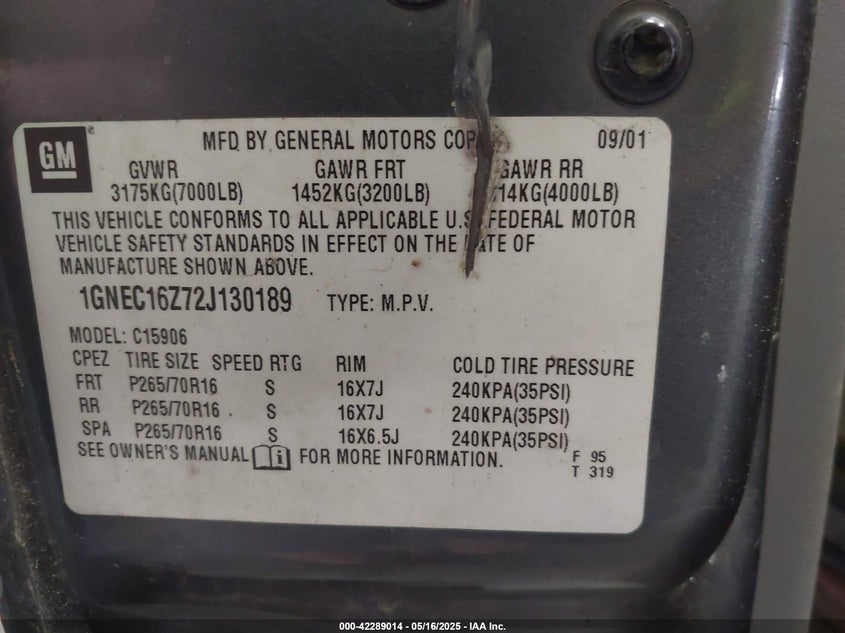 GM ® MFD BY GENERAL MOTORS CORP 09/01
GVWR GAWR FRT GAWR RR
3175KG(7000LB) 1452KG(3200LB) 14KG(4000LB)
THIS VEHICLE CONFORMS TO ALL APPLICABLE U.S. FEDERAL MOTOR
VEHICLE SAFETY STANDARDS IN EFFECT ON THE DATE OF
MANUFACTURE SHOWN ABOVE.
1GNEC16Z72J130189 TYPE: M.P.V.
MODEL: C15906
CPEZ TIRE SIZE SPEED RTG RIM COLD TIRE PRESSURE
FRT P265/70R16 S 16X7J 240KPA(35PSI)
RR P265/70R16 S 16X7J 240KPA(35PSI)
SPA P265/70R16 S 16X6.5J 240KPA(35PSI)
SEE OWNER'S MANUAL FOR MORE INFORMATION. F 95
T 319
000-42289014 - 05/16/2025 - IAA Inc.